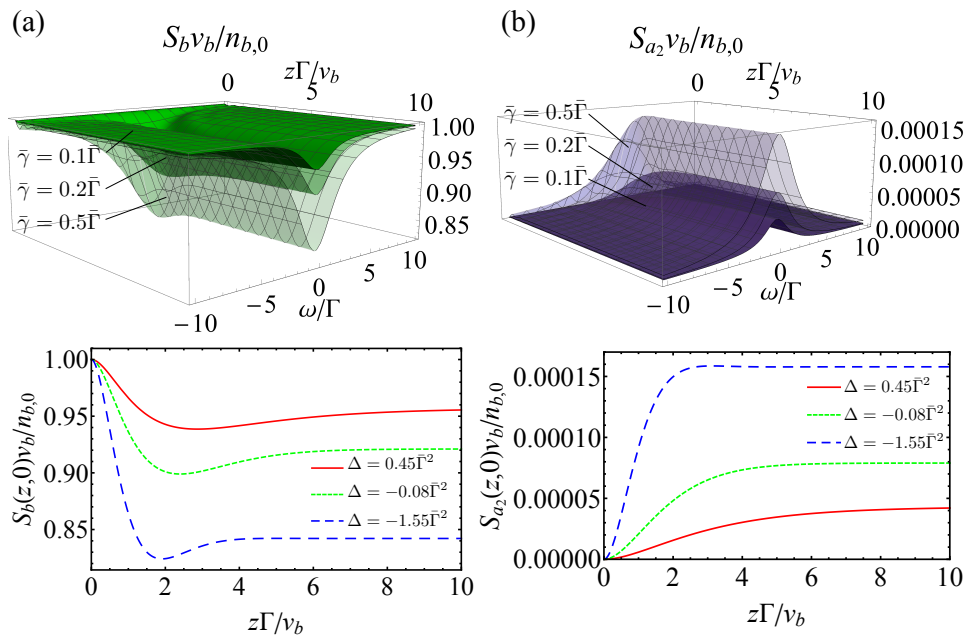 (a)
S_b v_b/n_{b,0}
zΓ/v_b
0
5
10
1.00
0.95
0.90
0.85
γ̄ = 0.1Γ̄
γ̄ = 0.2Γ̄
γ̄ = 0.5Γ̄
10
5
0
−5
−10
ω/Γ
(b)
S_{a_2} v_b/n_{b,0}
zΓ/v_b
0
5
10
0.00015
0.00010
0.00005
0.00000
γ̄ = 0.5Γ̄
γ̄ = 0.2Γ̄
γ̄ = 0.1Γ̄
10
5
0
−5
−10
ω/Γ
S_b(z,0)v_b/n_{b,0}
1.00
0.95
0.90
0.85
Δ = 0.45Γ̄²
Δ = −0.08Γ̄²
Δ = −1.55Γ̄²
0 2 4 6 8 10
zΓ/v_b
S_{a_2}(z,0)v_b/n_{b,0}
0.00015
0.00010
0.00005
0.00000
Δ = 0.45Γ̄²
Δ = −0.08Γ̄²
Δ = −1.55Γ̄²
0 2 4 6 8 10
zΓ/v_b